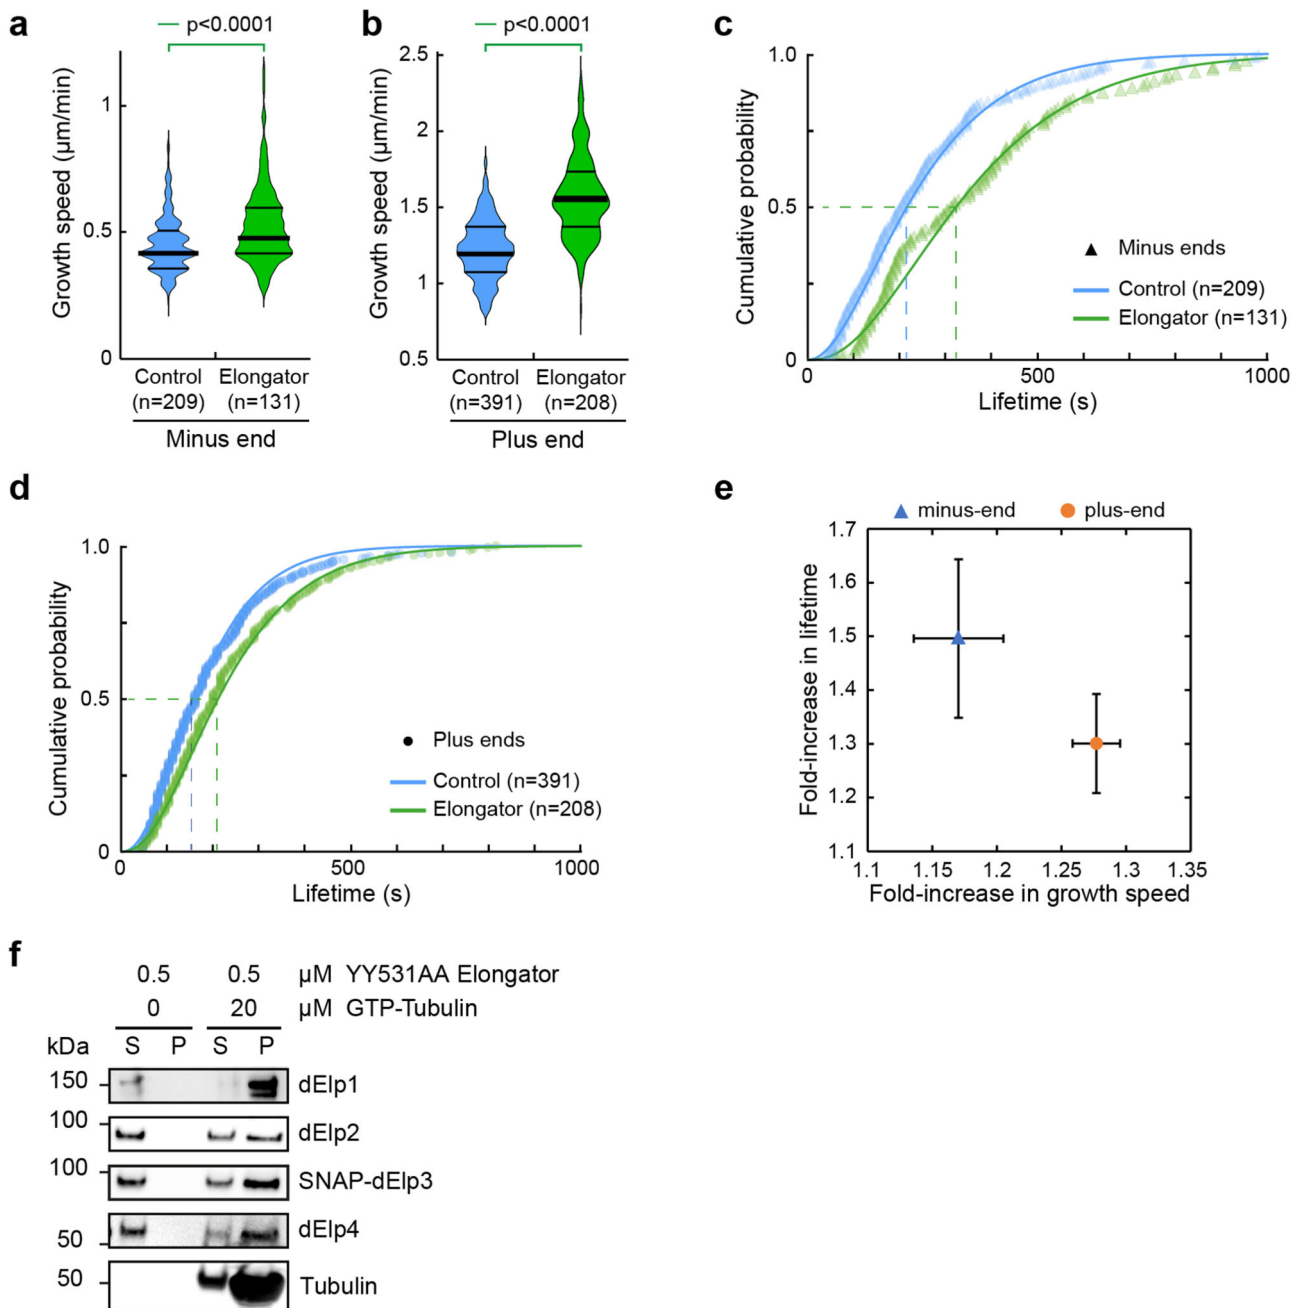 a
p<0.0001
Growth speed (µm/min)
1
0.5
0
Control
(n=209)
Elongator
(n=131)
Minus end
b
p<0.0001
Growth speed (µm/min)
2.5
2
1.5
1
0.5
Control
(n=391)
Elongator
(n=208)
Plus end
c
Cumulative probability
1.0
0.5
0
0
500
1000
Lifetime (s)
Minus ends
Control (n=209)
Elongator (n=131)
d
Cumulative probability
1.0
0.5
0
0
500
1000
Lifetime (s)
Plus ends
Control (n=391)
Elongator (n=208)
e
minus-end
plus-end
Fold-increase in lifetime
1.7
1.6
1.5
1.4
1.3
1.2
1.1
1.1
1.15
1.2
1.25
1.3
1.35
Fold-increase in growth speed
f
0.5 0.5 µM YY531AA Elongator
0 20 µM GTP-Tubulin
kDa S P S P
150 dElp1
100 dElp2
100 SNAP-dElp3
50 dElp4
50 Tubulin